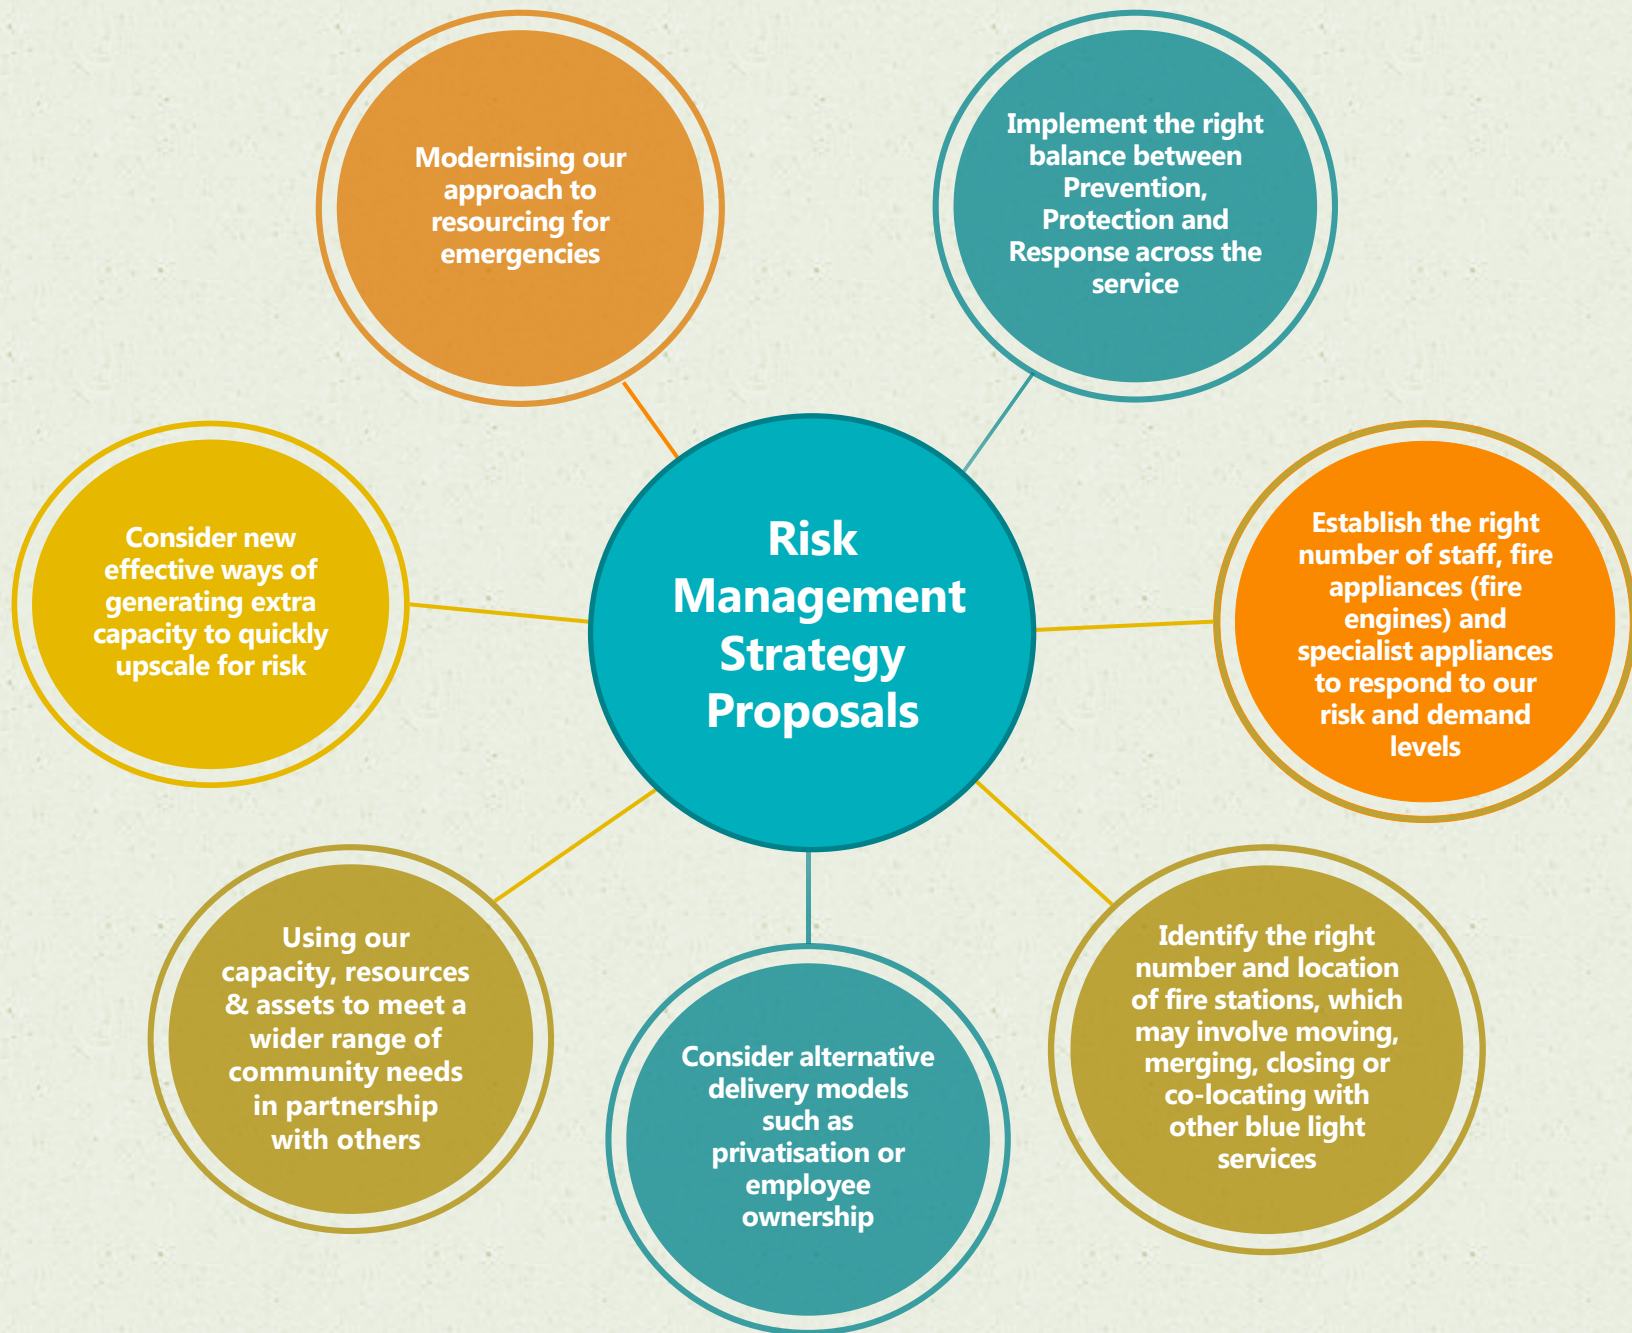 Modernising our
approach to
resourcing for
emergencies
Implement the right
balance between
Prevention,
Protection and
Response across the
service
Consider new
effective ways of
generating extra
capacity to quickly
upscale for risk
Risk
Management
Strategy
Proposals
Establish the right
number of staff, fire
appliances (fire
engines) and
specialist appliances
to respond to our
risk and demand
levels
Using our
capacity, resources
& assets to meet a
wider range of
community needs
in partnership
with others
Consider alternative
delivery models
such as
privatisation or
employee
ownership
Identify the right
number and location
of fire stations, which
may involve moving,
merging, closing or
co-locating with
other blue light
services